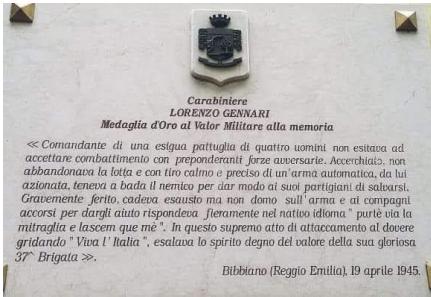 Carabiniere
LORENZO GENNARI
Medaglia d'Oro al Valor Militare alla memoria
« Comandante di una esigua pattuglia di quattro uomini non esitava ad
accettare combattimento con preponderanti forze avversarie. Accerchiato, non
abbandonava la lotta e con tiro calmo e preciso di un'arma automatica, da lui
azionata, teneva a bada il nemico per dar modo ai suoi partigiani di salvarsi.
Gravemente ferito, cadeva esausto ma non domo sull'arma e ai compagni
accorsi per dargli aiuto rispondeva fieramente nel nativo idioma " purtè via la
mitraglia e lascem que mè ". In questo supremo atto di attaccamento al dovere
gridando " Viva l' Italia ", esalava lo spirito degno del valore della sua gloriosa
37^ Brigata ».
Bibbiano (Reggio Emilia), 19 aprile 1945.